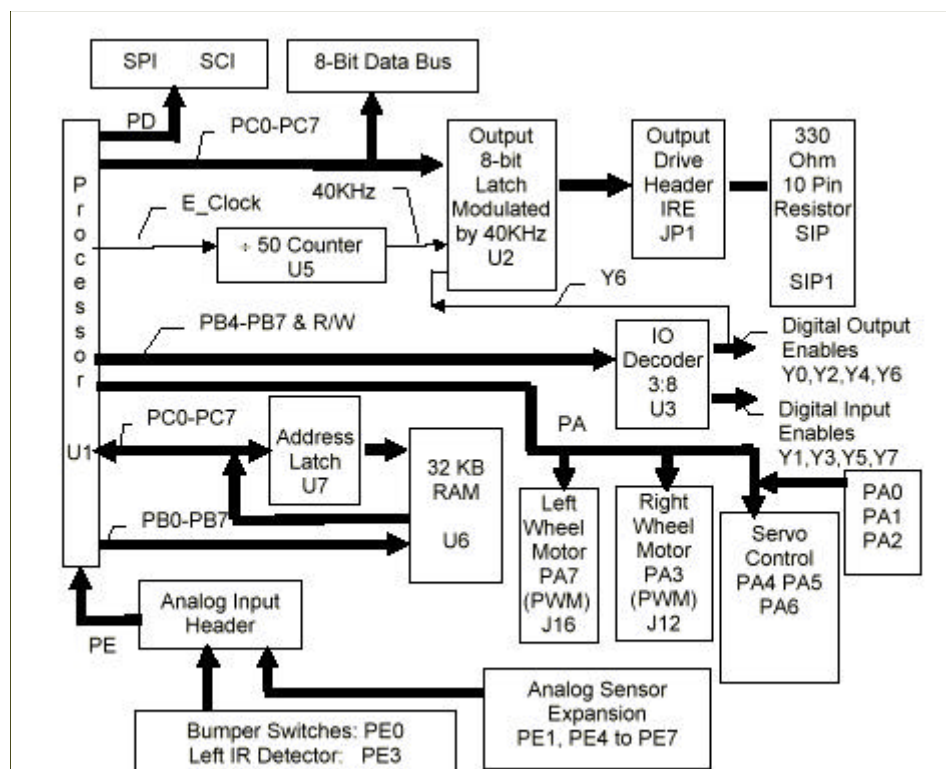 SPI SCI
8-Bit Data Bus
PD
PC0-PC7
Processor
U1
E_Clock
40KHz
÷ 50 Counter
U5
Output
8-bit
Latch
Modulated
by 40KHz
U2
Output
Drive
Header
IRE
JP1
330
Ohm
10 Pin
Resistor
SIP
SIP1
Y6
PB4-PB7 & R/W
IO
Decoder
3:8
U3
Digital Output
Enables
Y0,Y2,Y4,Y6
Digital Input
Enables
Y1,Y3,Y5,Y7
PA
PC0-PC7
Address
Latch
U7
32 KB
RAM
U6
PB0-PB7
Left
Wheel
Motor
PA7
(PWM)
J16
Right
Wheel
Motor
PA3
(PWM)
J12
Servo
Control
PA4 PA5
PA6
PA0
PA1
PA2
PE
Analog Input
Header
Bumper Switches: PE0
Left IR Detector: PE3
Analog Sensor
Expansion
PE1, PE4 to PE7